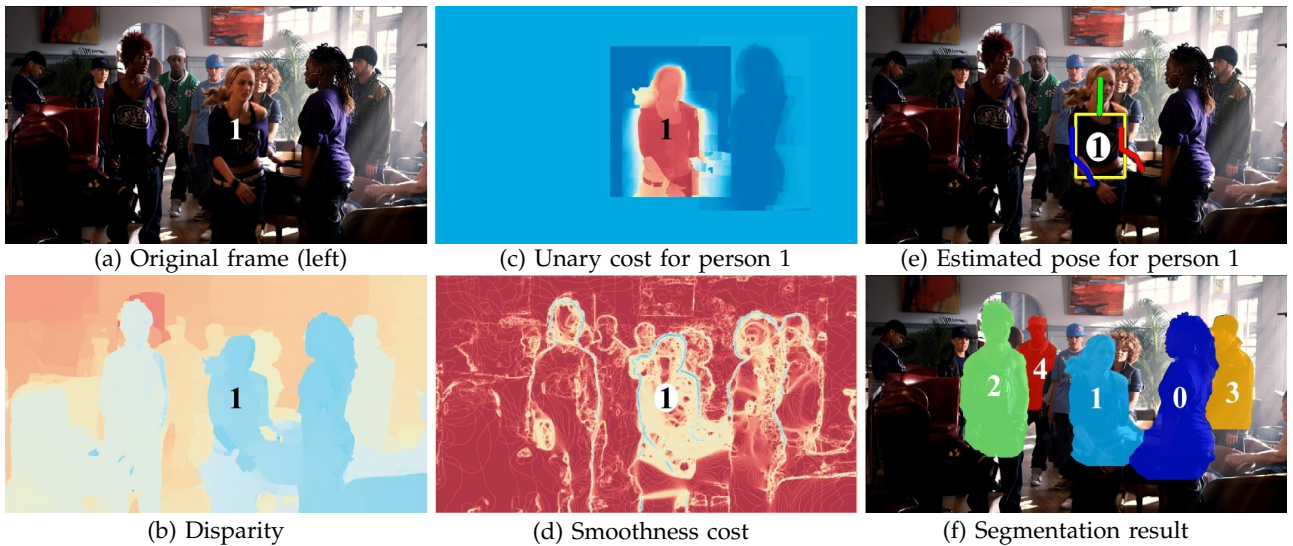 1
1
1
(a) Original frame (left)
(c) Unary cost for person 1
(e) Estimated pose for person 1
1
1
2
4
1
0
3
(b) Disparity
(d) Smoothness cost
(f) Segmentation result